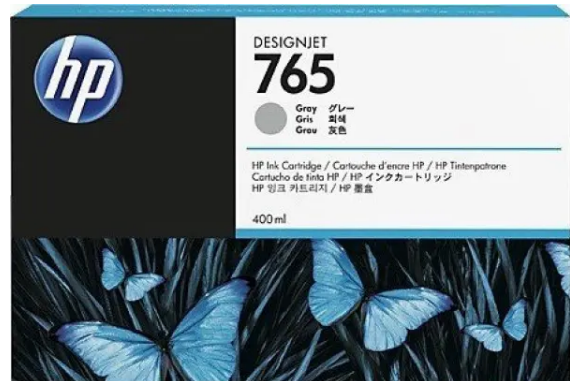 hp
DESIGNJET
765
Gray グレー
Gris 회색
Grau 灰色
HP Ink Cartridge / Cartouche d'encre HP / HP Tintenpatrone
Cartucho de tinta HP / HP インクカートリッジ
HP 잉크 카트리지 / HP 墨盒
400 ml